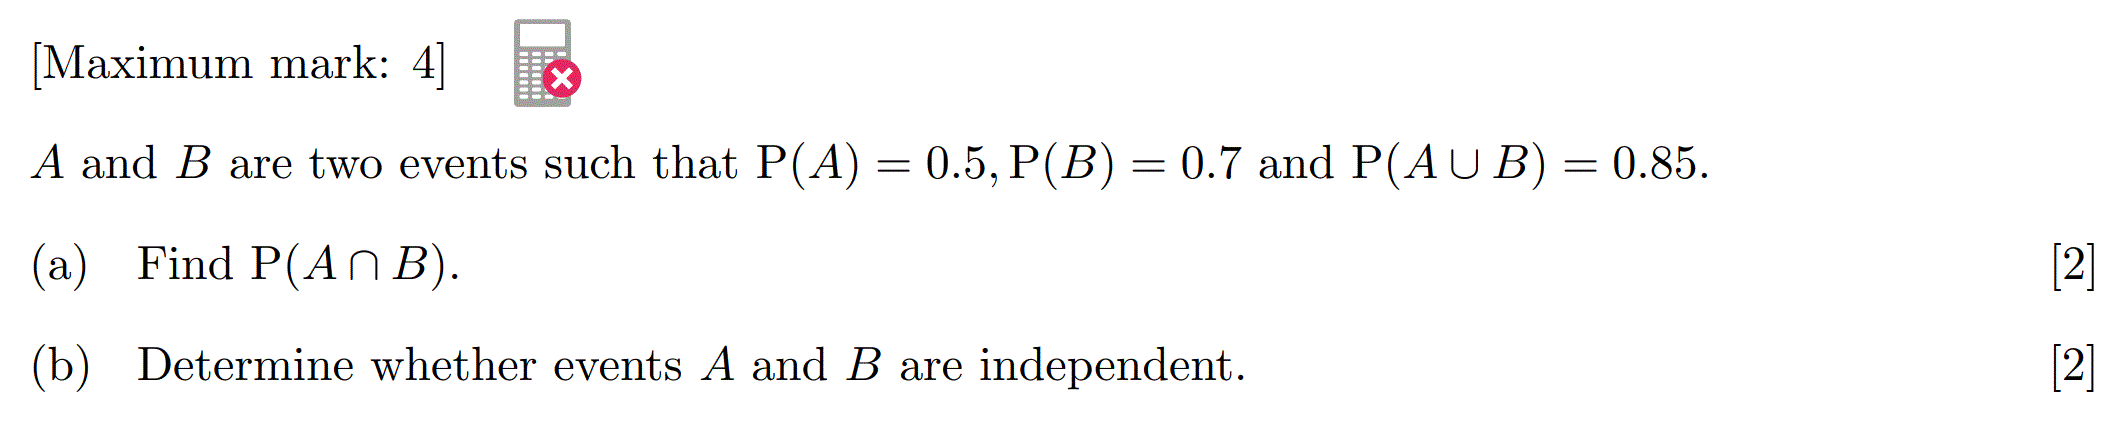 [Maximum mark: 4]
A and B are two events such that P(A) = 0.5, P(B) = 0.7 and P(A ∪ B) = 0.85.
(a) Find P(A ∩ B). [2]
(b) Determine whether events A and B are independent. [2]